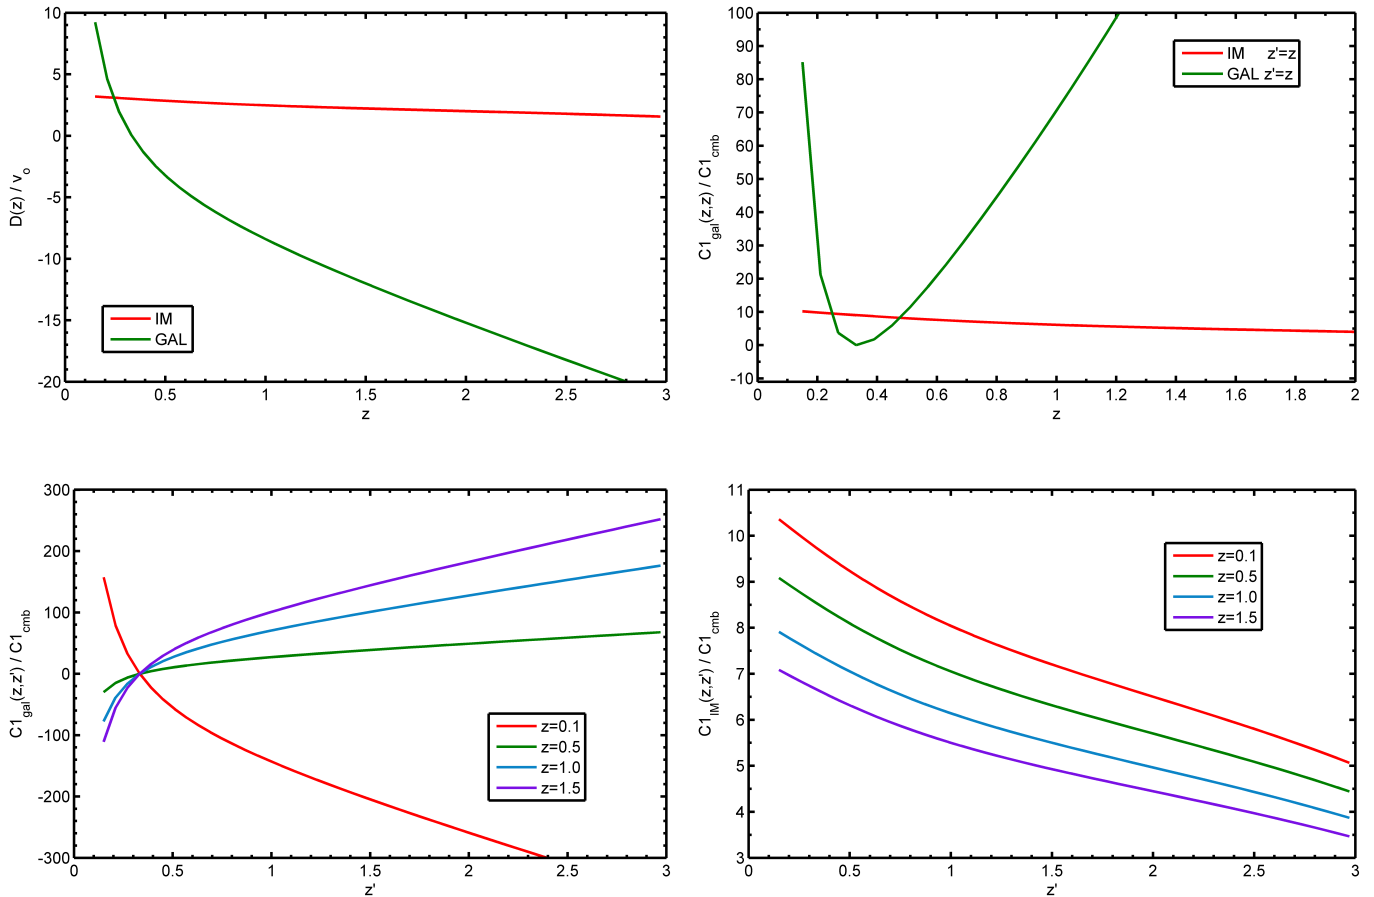 10
5
0
-5
-10
-15
-20
D(z) / v_o
IM
GAL
0 0.5 1 1.5 2 2.5 3
z
100
90
80
70
60
50
40
30
20
10
0
-10
C1_gal(z,z) / C1_cmb
IM z'=z
GAL z'=z
0 0.2 0.4 0.6 0.8 1 1.2 1.4 1.6 1.8 2
z
300
200
100
0
-100
-200
-300
C1_gal(z,z') / C1_cmb
z=0.1
z=0.5
z=1.0
z=1.5
0 0.5 1 1.5 2 2.5 3
z'
11
10
9
8
7
6
5
4
3
C1_IM(z,z') / C1_cmb
z=0.1
z=0.5
z=1.0
z=1.5
0 0.5 1 1.5 2 2.5 3
z'